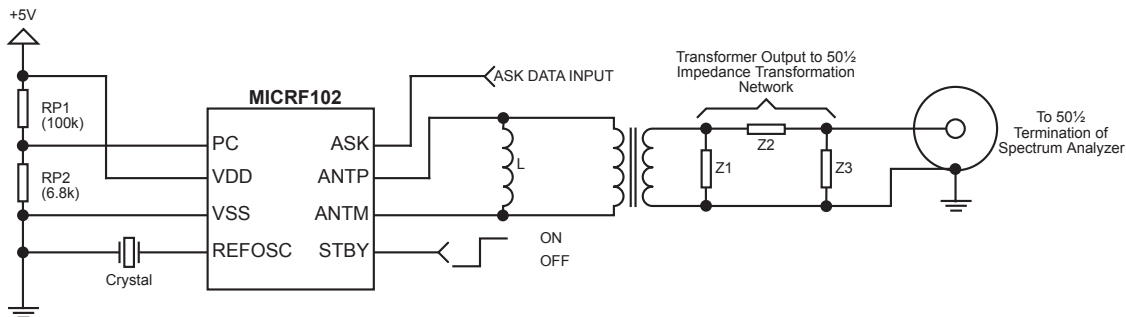 +5V
RP1
(100k)
RP2
(6.8k)
Crystal
MICRF102
PC
VDD
VSS
REFOSC
ASK
ANTP
ANTM
STBY
ASK DATA INPUT
L
ON
OFF
Transformer Output to 50½
Impedance Transformation
Network
Z1
Z2
Z3
To 50½
Termination of
Spectrum Analyzer